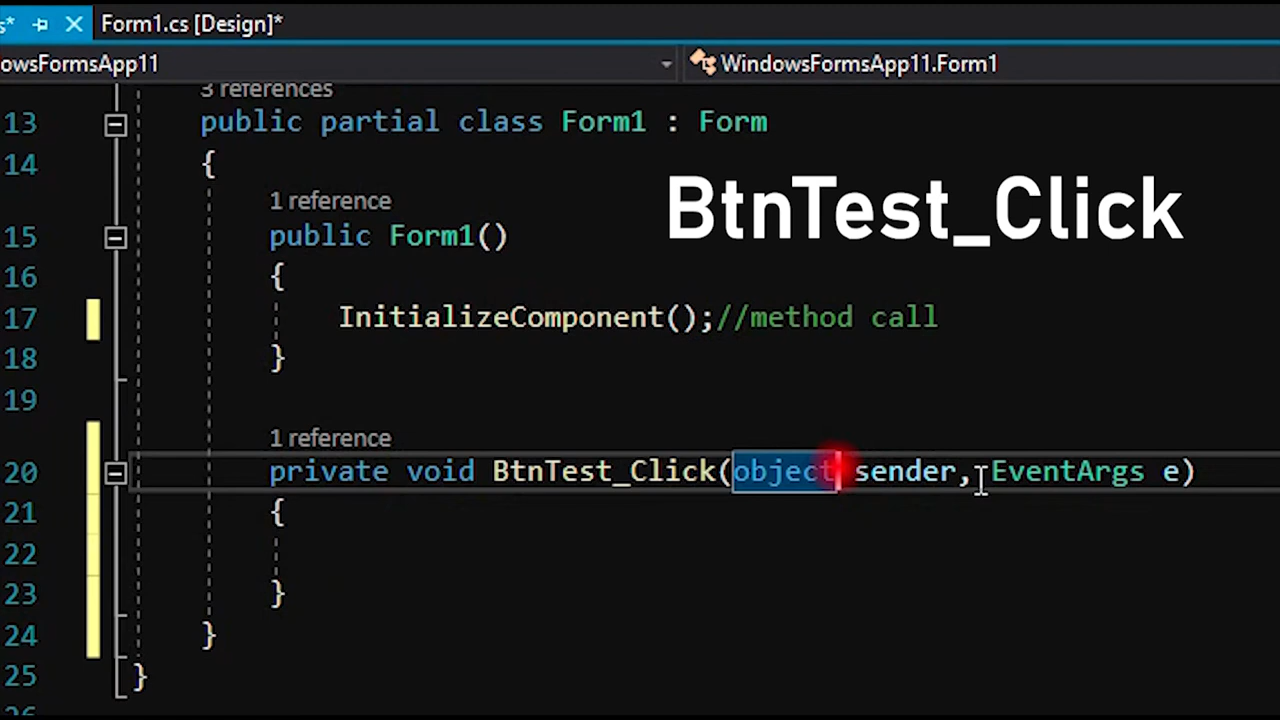 s* Form1.cs [Design]*
owsFormsApp11 WindowsFormsApp11.Form1
3 references
13 public partial class Form1 : Form
14 {
BtnTest_Click
1 reference
15 public Form1()
16 {
17 InitializeComponent();//method call
18 }
19
1 reference
20 private void BtnTest_Click(object sender, EventArgs e)
21 {
22
23 }
24 }
25 }
26